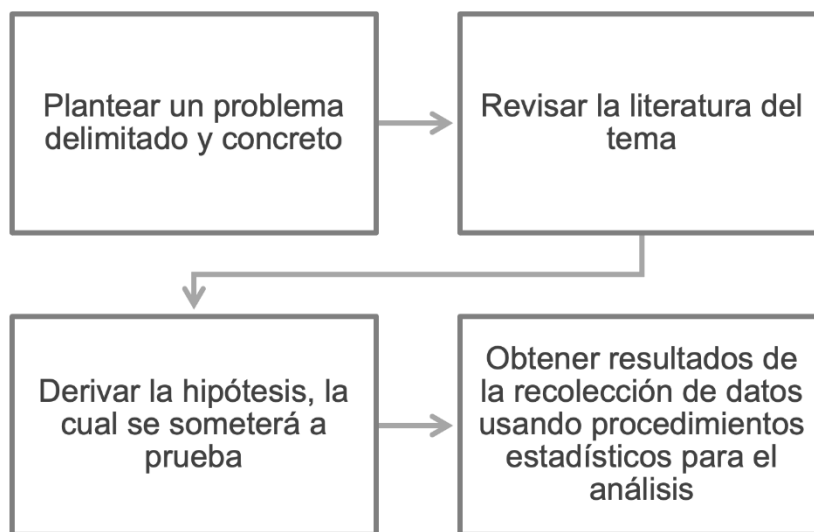 Plantear un problema
delimitado y concreto
Revisar la literatura del
tema
Derivar la hipótesis, la
cual se someterá a
prueba
Obtener resultados de
la recolección de datos
usando procedimientos
estadísticos para el
análisis